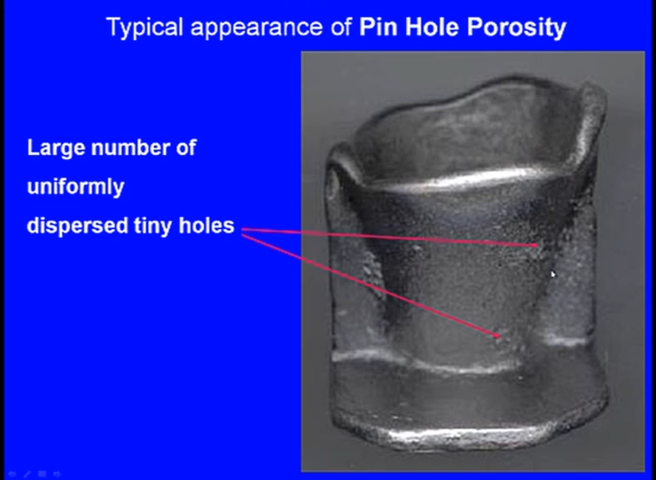 Typical appearance of Pin Hole Porosity
Large number of
uniformly
dispersed tiny holes